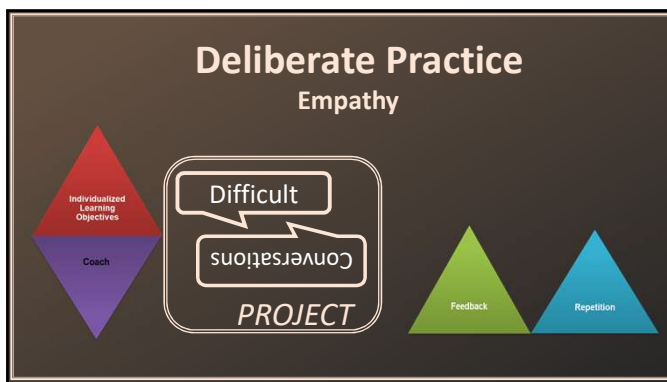 Deliberate Practice
Empathy
Individualized
Learning
Objectives
Coach
Difficult
Conversations
PROJECT
Feedback
Repetition